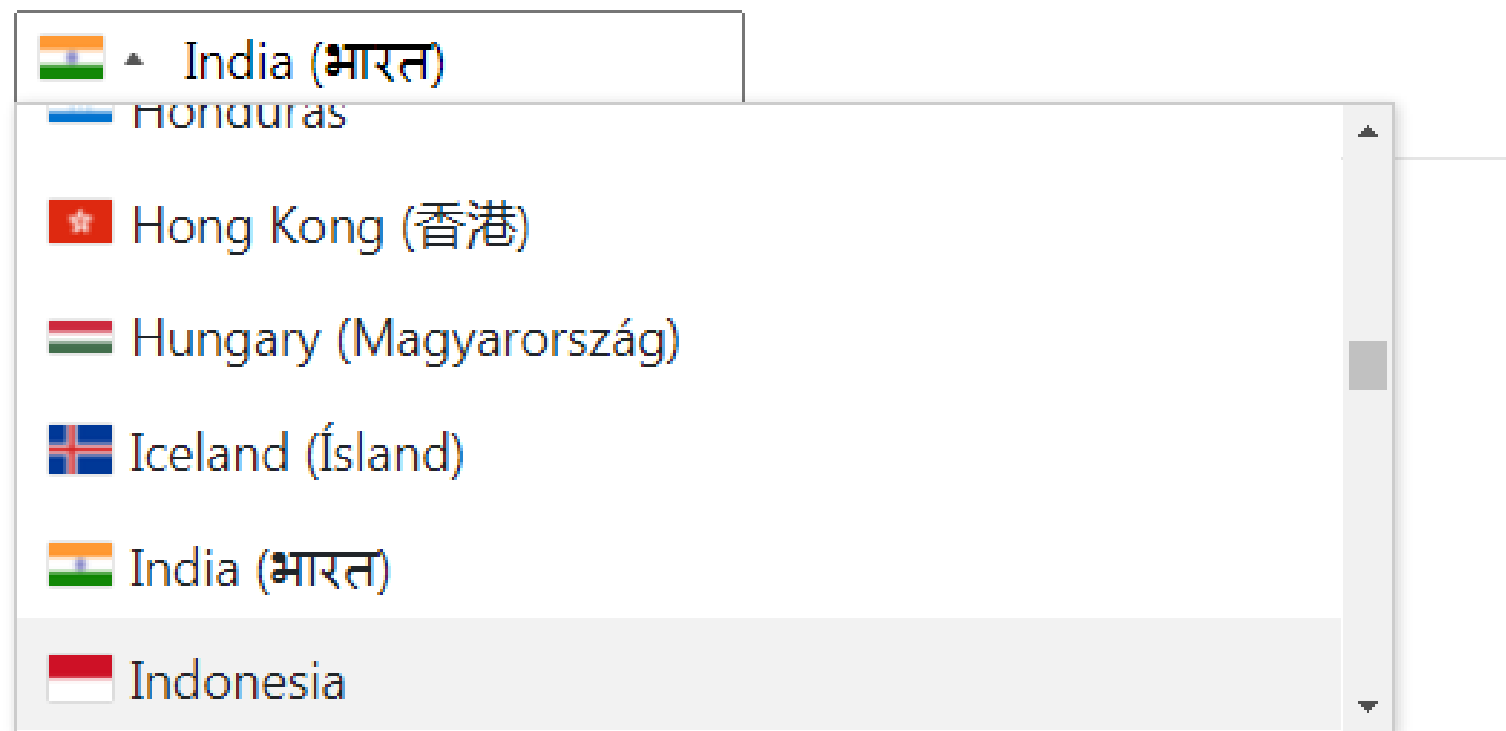 India (भारत)
Honduras
Hong Kong (香港)
Hungary (Magyarország)
Iceland (Ísland)
India (भारत)
Indonesia